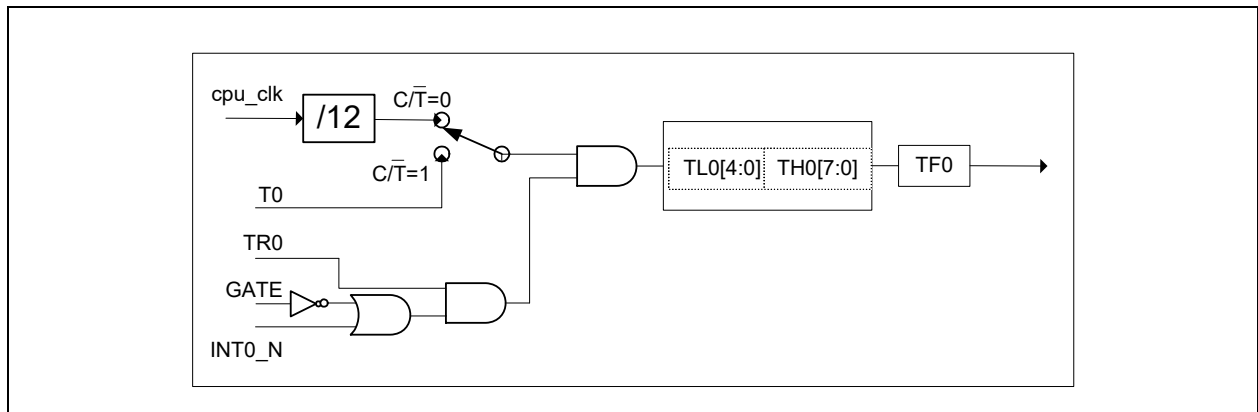 cpu_clk
/12
C/T̅=0
C/T̅=1
T0
TL0[4:0]
TH0[7:0]
TF0
TR0
GATE
INT0_N